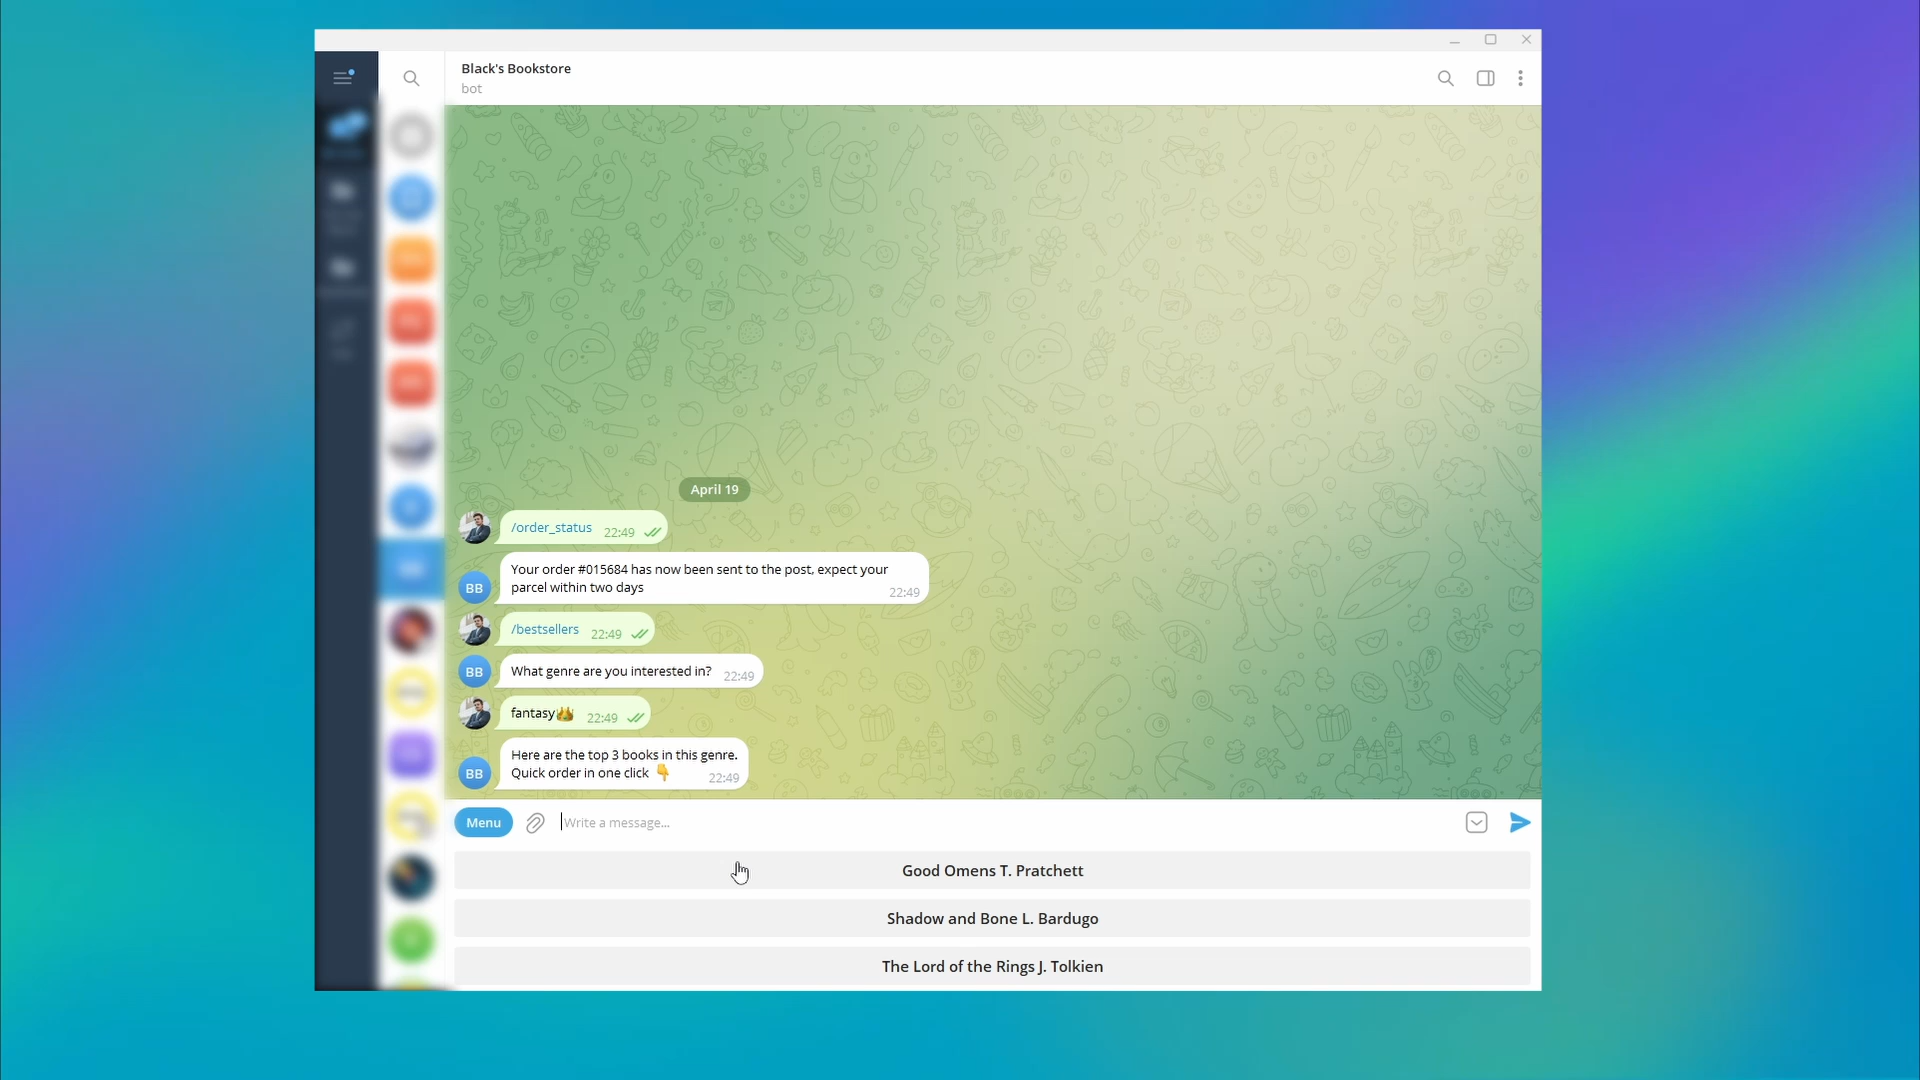 Black's Bookstore
bot
April 19
/order_status 22:49
Your order #015684 has now been sent to the post, expect your
parcel within two days
22:49
BB
/bestsellers 22:49
BB
What genre are you interested in? 22:49
fantasy👑 22:49
Here are the top 3 books in this genre.
Quick order in one click 👇 22:49
BB
Menu
Write a message...
Good Omens T. Pratchett
Shadow and Bone L. Bardugo
The Lord of the Rings J. Tolkien